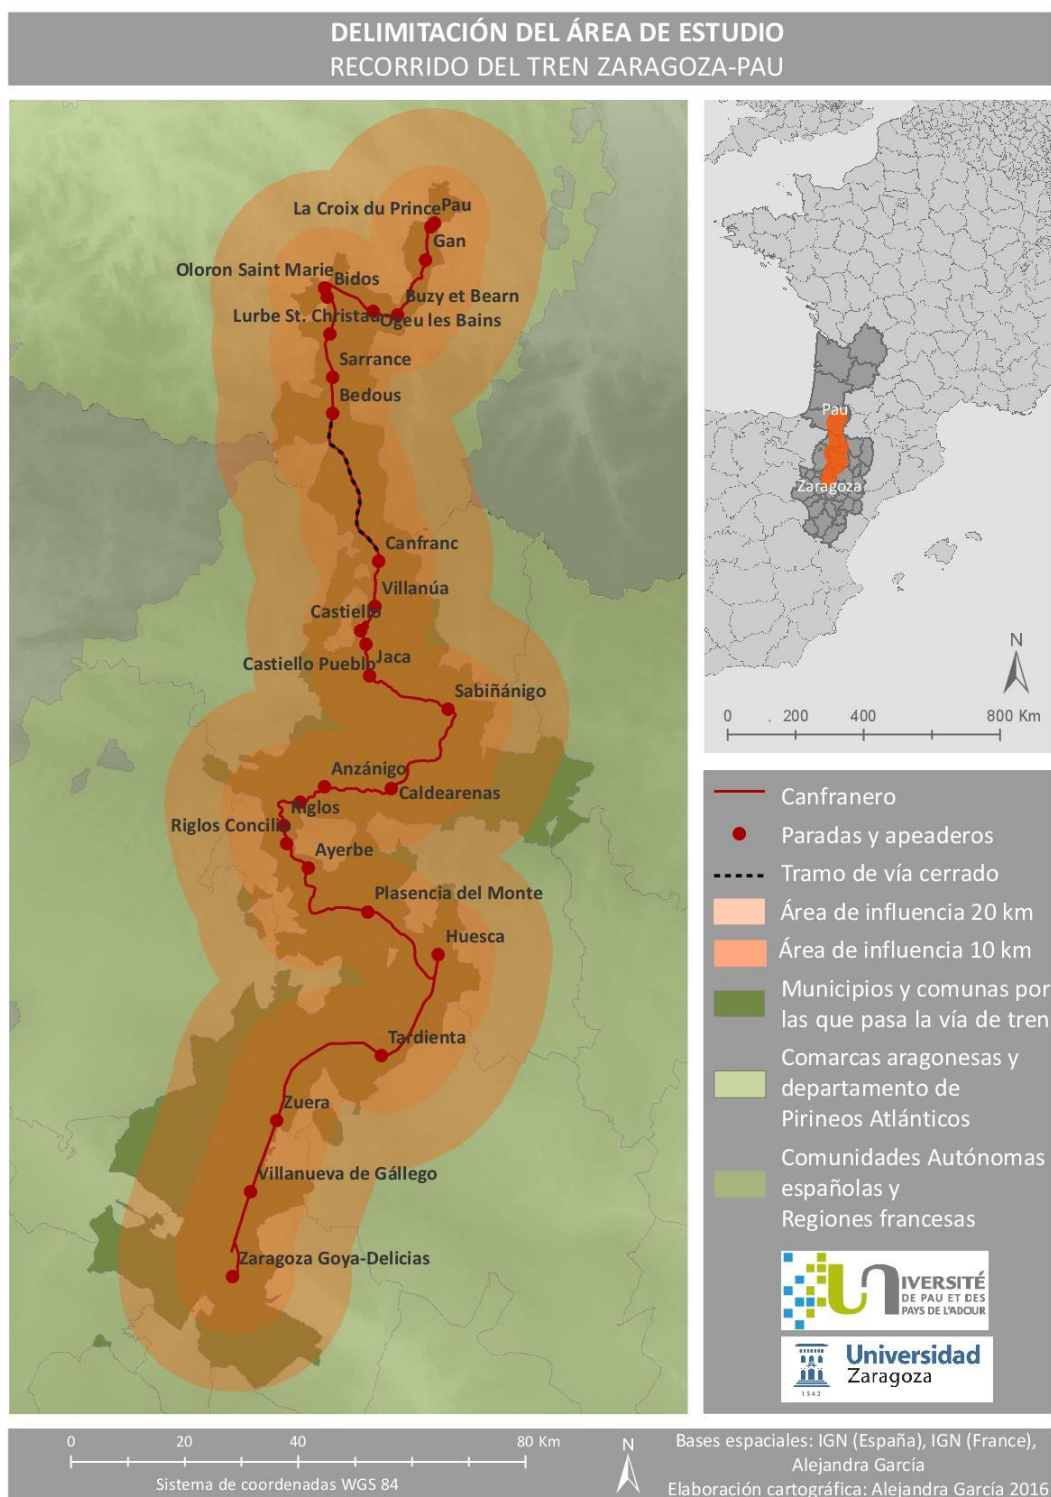 DELIMITACIÓN DEL ÁREA DE ESTUDIO
RECORRIDO DEL TREN ZARAGOZA-PAU
La Croix du Prince
Pau
Gan
Oloron Saint Marie
Bidos
Buzy et Bearn
Lurbe St. Christau
Ogeu les Bains
Sarrance
Bedous
Canfranc
Villanúa
Castiello
Castiello Pueblo
Jaca
Sabiñánigo
Anzánigo
Caldearenas
Riglos
Riglos Concilio
Ayerbe
Plasencia del Monte
Huesca
Tardienta
Zuera
Villanueva de Gállego
Zaragoza Goya-Delicias
Pau
Zaragoza
N
0 200 400 800 Km
Canfranero
Paradas y apeaderos
Tramo de vía cerrado
Área de influencia 20 km
Área de influencia 10 km
Municipios y comunas por
las que pasa la vía de tren
Comarcas aragonesas y
departamento de
Pirineos Atlánticos
Comunidades Autónomas
españolas y
Regiones francesas
UNIVERSITÉ
DE PAU ET DES
PAYS DE L'ADOUR
Universidad
Zaragoza
1542
0 20 40 80 Km
Sistema de coordenadas WGS 84
N
Bases espaciales: IGN (España), IGN (France),
Alejandra García
Elaboración cartográfica: Alejandra García 2016